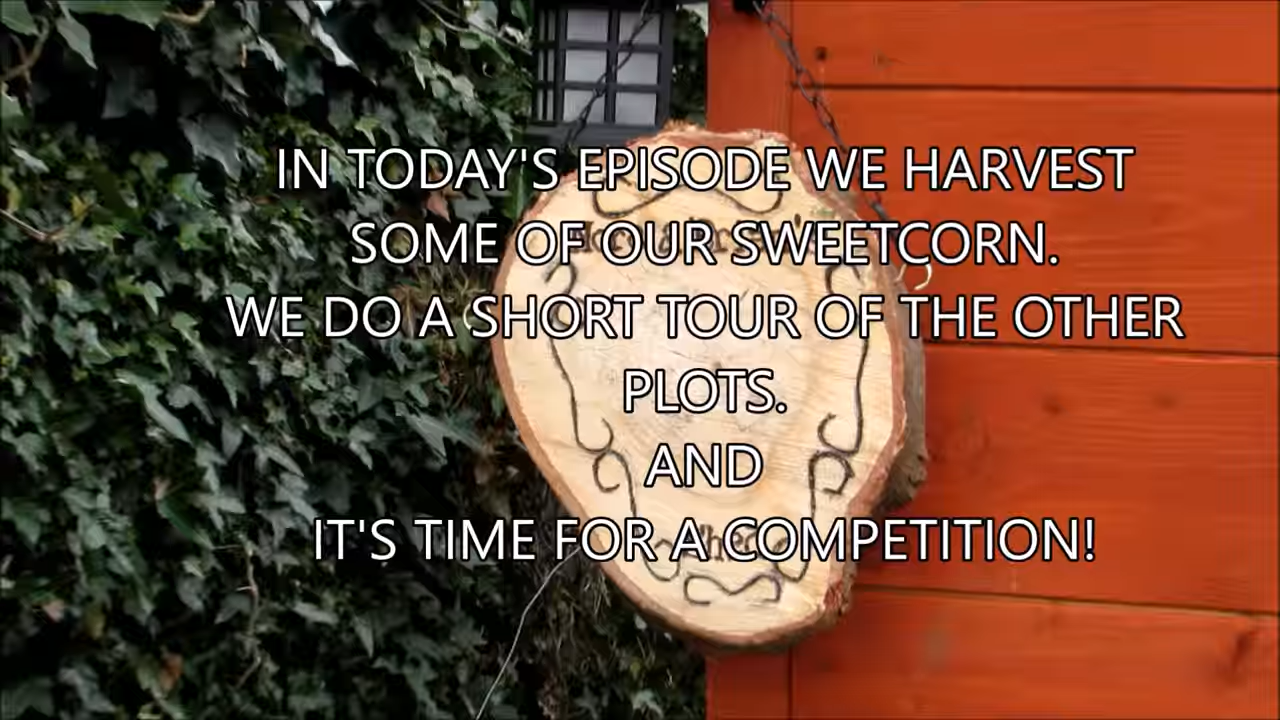 IN TODAY'S EPISODE WE HARVEST
SOME OF OUR SWEETCORN.
WE DO A SHORT TOUR OF THE OTHER
PLOTS.
AND
IT'S TIME FOR A COMPETITION!